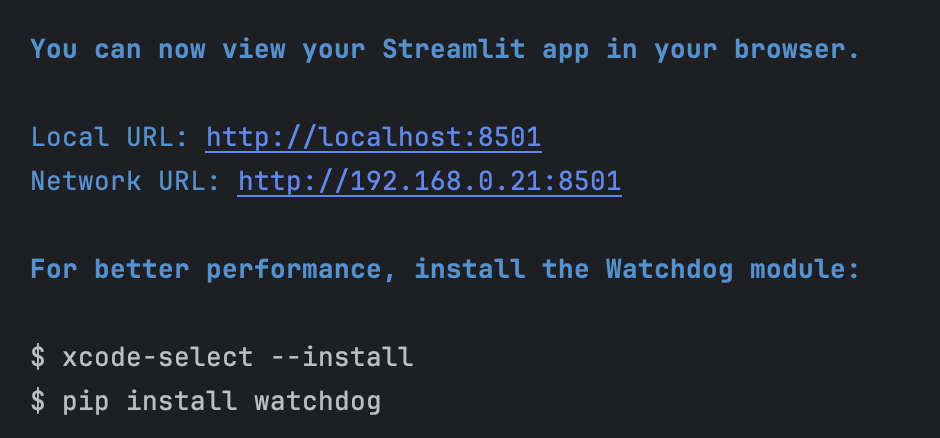 You can now view your Streamlit app in your browser.
Local URL: http://localhost:8501
Network URL: http://192.168.0.21:8501
For better performance, install the Watchdog module:
$ xcode-select --install
$ pip install watchdog